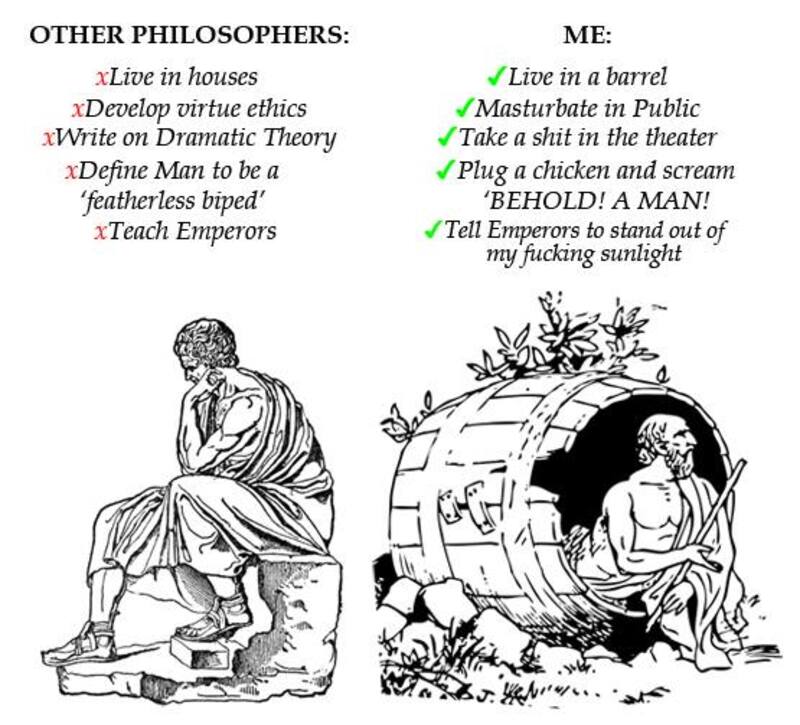 OTHER PHILOSOPHERS:
xLive in houses
xDevelop virtue ethics
xWrite on Dramatic Theory
xDefine Man to be a
'featherless biped'
xTeach Emperors
ME:
✓Live in a barrel
✓Masturbate in Public
✓Take a shit in the theater
✓Plug a chicken and scream
'BEHOLD! A MAN!
✓Tell Emperors to stand out of
my fucking sunlight